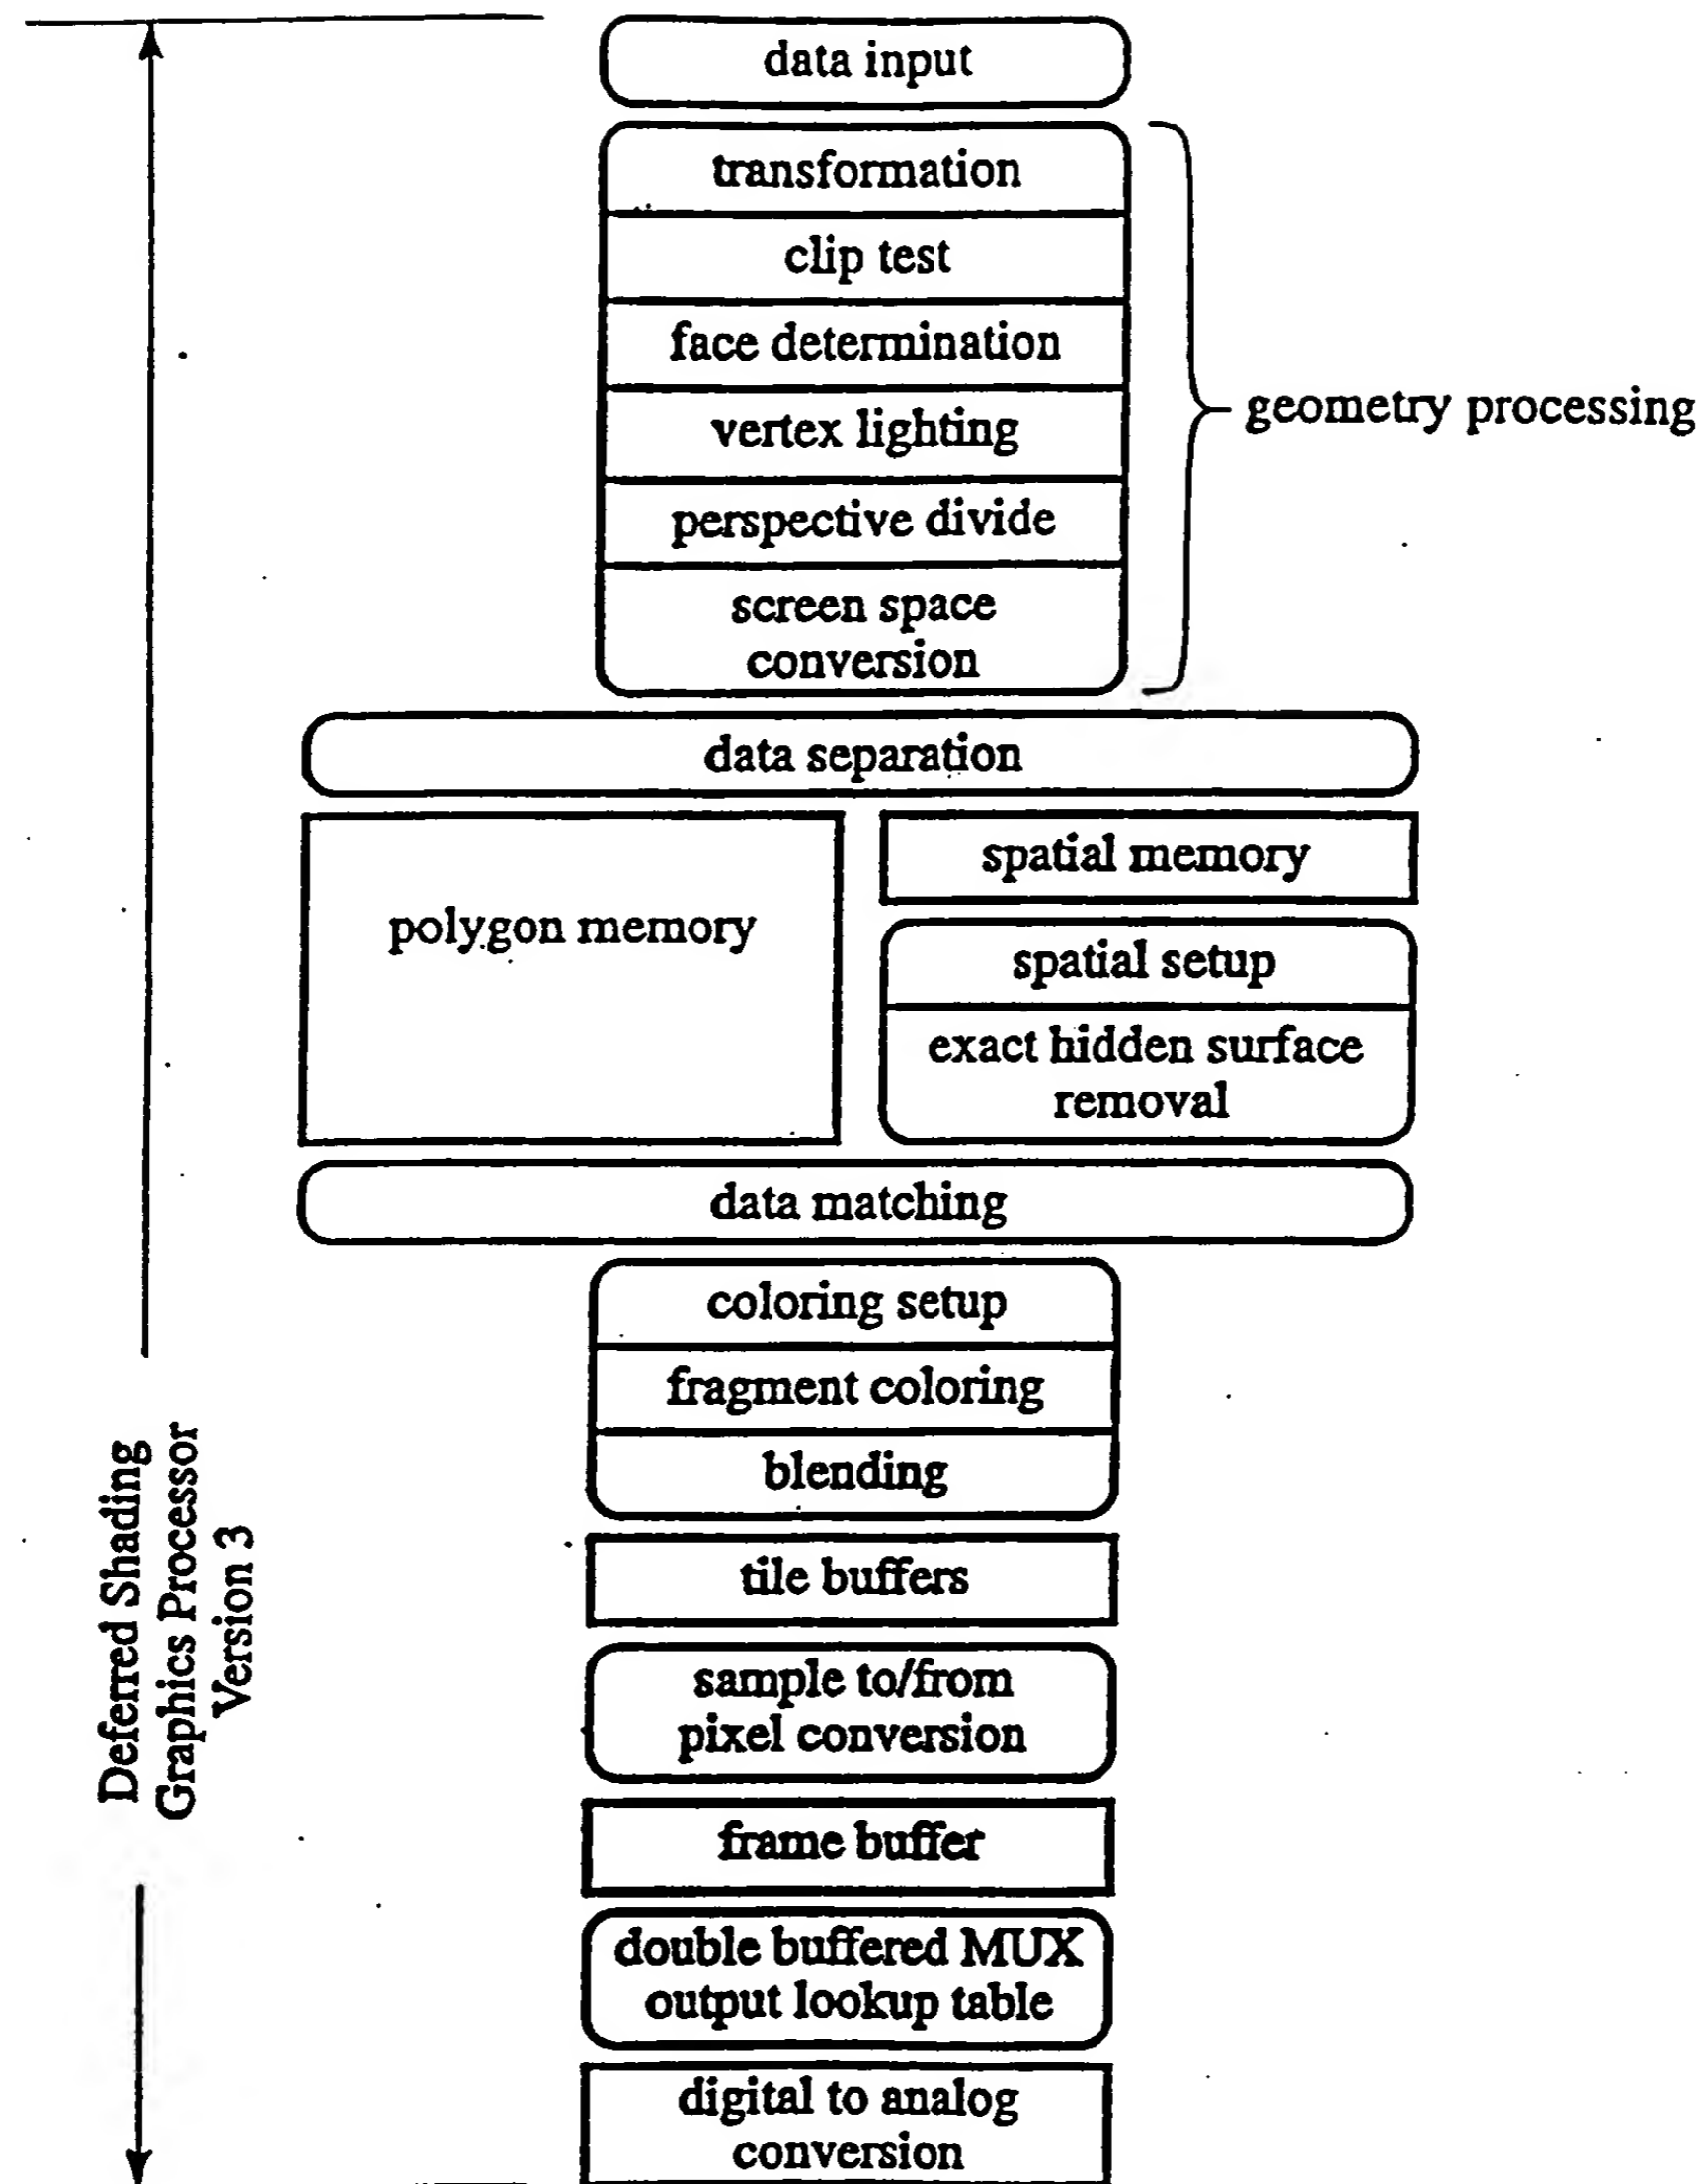 data input
transformation
clip test
face determination
vertex lighting
perspective divide
screen space
conversion
geometry processing
data separation
polygon memory
spatial memory
spatial setup
exact hidden surface
removal
data matching
coloring setup
fragment coloring
blending
tile buffers
sample to/from
pixel conversion
frame buffer
double buffered MUX
output lookup table
digital to analog
conversion
Deferred Shading
Graphics Processor
Version 3